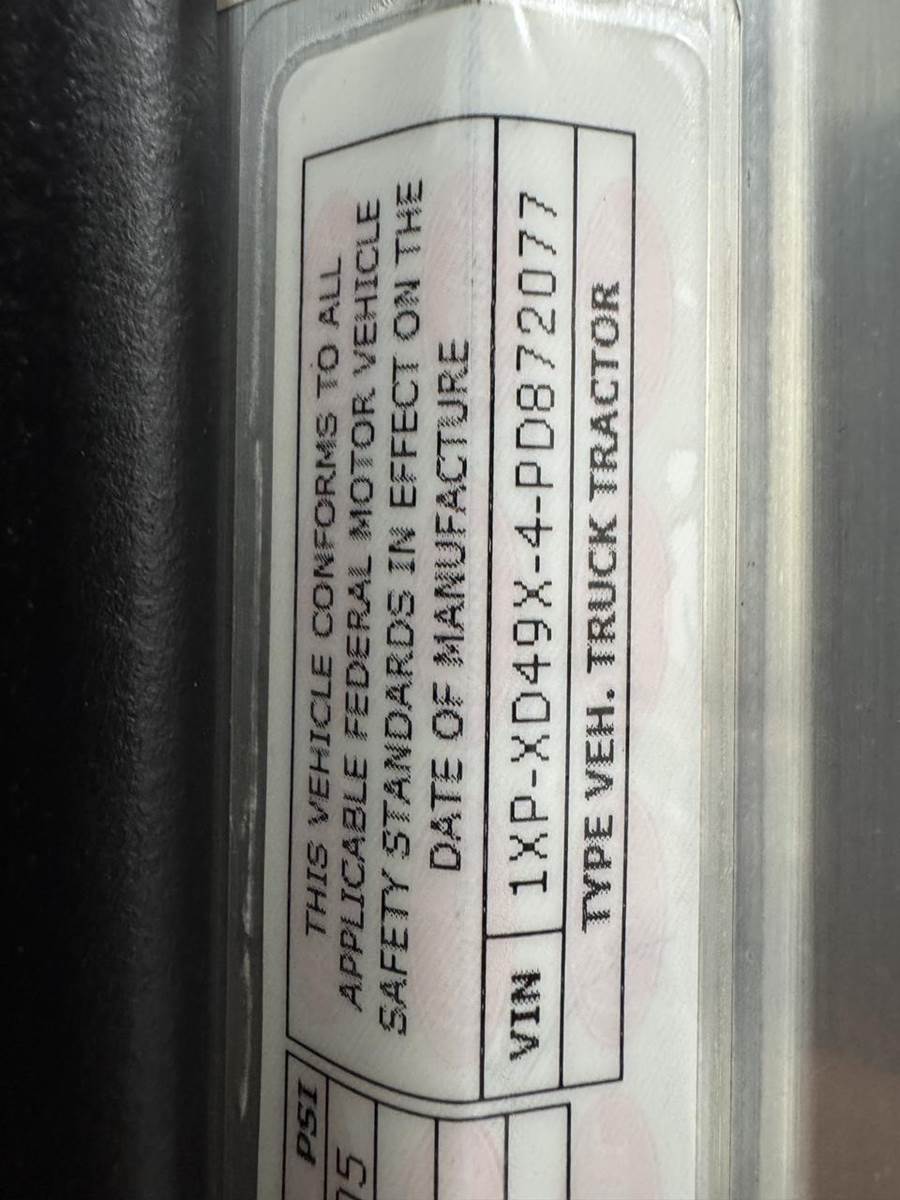 THIS VEHICLE CONFORMS TO ALL
APPLICABLE FEDERAL MOTOR VEHICLE
SAFETY STANDARDS IN EFFECT ON THE
DATE OF MANUFACTURE
VIN 1XP-XD49X-4-PD872077
TYPE VEH. TRUCK TRACTOR
PSI